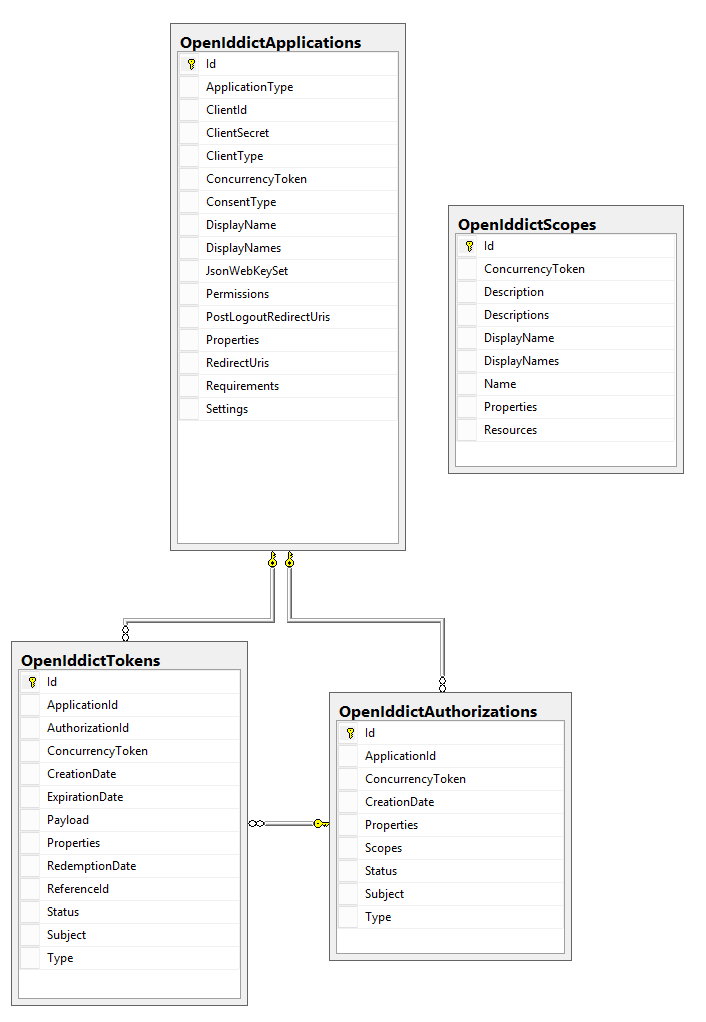 OpenIddictApplications
Id
ApplicationType
ClientId
ClientSecret
ClientType
ConcurrencyToken
ConsentType
DisplayName
DisplayNames
JsonWebKeySet
Permissions
PostLogoutRedirectUris
Properties
RedirectUris
Requirements
Settings
OpenIddictScopes
Id
ConcurrencyToken
Description
Descriptions
DisplayName
DisplayNames
Name
Properties
Resources
OpenIddictTokens
Id
ApplicationId
AuthorizationId
ConcurrencyToken
CreationDate
ExpirationDate
Payload
Properties
RedemptionDate
ReferenceId
Status
Subject
Type
OpenIddictAuthorizations
Id
ApplicationId
ConcurrencyToken
CreationDate
Properties
Scopes
Status
Subject
Type